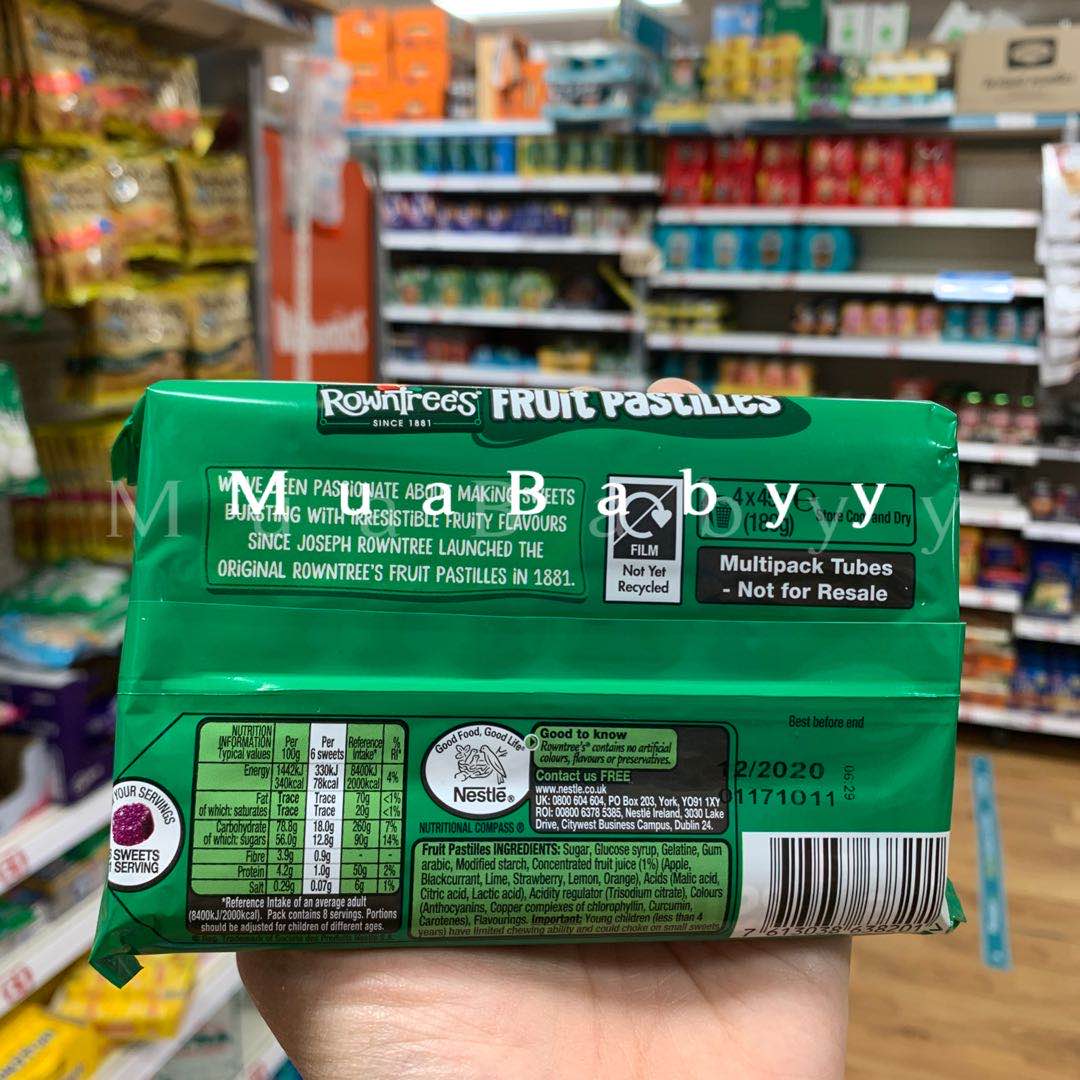 Rowntree's
SINCE 1881
FRUIT PASTILLES
WE'VE BEEN PASSIONATE ABOUT MAKING SWEETS
BURSTING WITH IRRESISTIBLE FRUITY FLAVOURS
SINCE JOSEPH ROWNTREE LAUNCHED THE
ORIGINAL ROWNTREE'S FRUIT PASTILLES IN 1881.
MuaBabyy
MuaBabyy
FILM
Not Yet
Recycled
Store Cool and Dry
Multipack Tubes
- Not for Resale
Best before end
12/2020
01171011
06:29
YOUR SERVINGS
SWEETS
SERVING
NUTRITION INFORMATION Typical values Per 100g Per 6 sweets Reference Intake* % RI*
Energy 1442kJ 330kJ 8400kJ 4%
340kcal 78kcal 2000kcal
Fat Trace Trace 70g <1%
of which: saturates Trace Trace 20g <1%
Carbohydrate 78.8g 18.0g 260g 7%
of which: sugars 56.0g 12.8g 90g 14%
Fibre 3.9g 0.9g - -
Protein 4.2g 1.0g 50g 2%
Salt 0.29g 0.07g 6g 1%
*Reference Intake of an average adult
(8400kJ/2000kcal). Pack contains 8 servings. Portions
should be adjusted for children of different ages.
Good Food, Good Life®
Nestlé®
NUTRITIONAL COMPASS®
Good to know
Rowntree's® contains no artificial
colours, flavours or preservatives.
Contact us FREE
www.nestle.co.uk
UK: 0800 604 604, PO Box 203, York, YO91 1XY
ROI: 00800 6378 5385, Nestlé Ireland, 3030 Lake
Drive, Citywest Business Campus, Dublin 24.
Fruit Pastilles INGREDIENTS: Sugar, Glucose syrup, Gelatine, Gum
arabic, Modified starch, Concentrated fruit juice (1%) (Apple,
Blackcurrant, Lime, Strawberry, Lemon, Orange), Acids (Malic acid,
Citric acid, Lactic acid), Acidity regulator (Trisodium citrate), Colours
(Anthocyanins, Copper complexes of chlorophyllin, Curcumin,
Carotenes), Flavourings. Important: Young children (less than 4
years) have limited chewing ability and could choke on small sweets